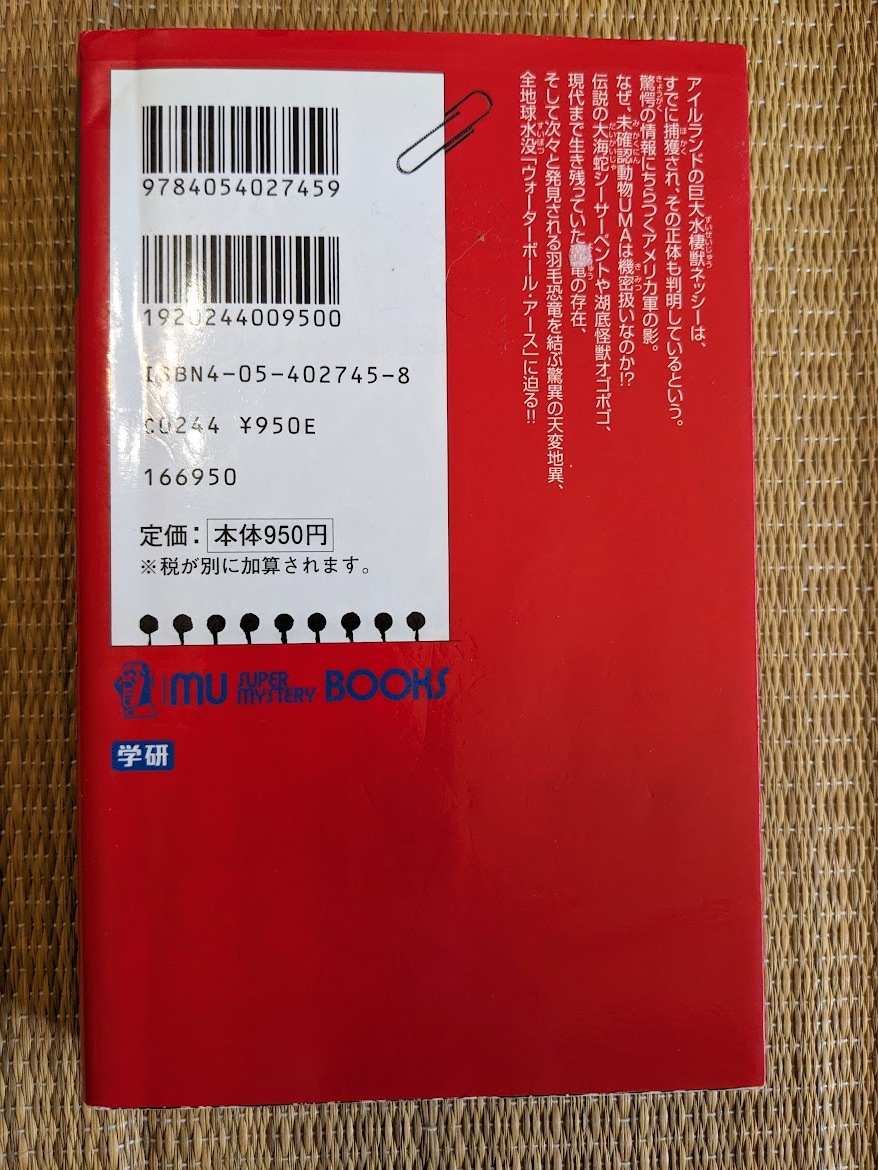 アイルランドの巨大水棲獣ネッシーは、
すでに捕獲され、その正体も判明しているという。
驚愕の情報にちらつくアメリカ軍の影。
なぜ、未確認動物UMAは機密扱いなのか!?
伝説の大海蛇シーサーペントや湖底怪獣オゴポゴ、
現代まで生き残っていた竜の存在、
そして次々と発見される羽毛恐竜を結ぶ驚異の天変地異、
全地球水没「ウォーターボール・アース」に迫る!!
9784054027459
1920244009500
ISBN4-05-402745-8
C0244 ¥950E
166950
定価：本体950円
※税が別に加算されます。
MU SUPER MYSTERY BOOKS
学研